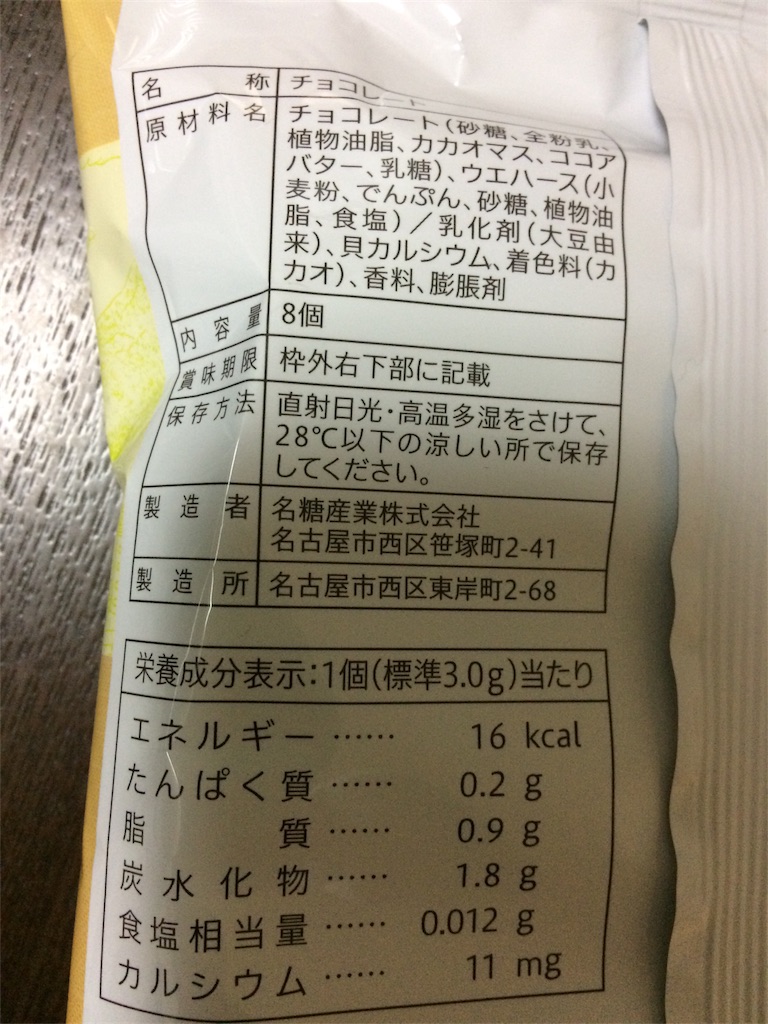 名称 チョコレート
原材料名 チョコレート(砂糖、全粉乳、
植物油脂、カカオマス、ココア
バター、乳糖)、ウエハース(小
麦粉、でんぷん、砂糖、植物油
脂、食塩)/乳化剤(大豆由
来)、貝カルシウム、着色料(カ
カオ)、香料、膨脹剤
内容量 8個
賞味期限 枠外右下部に記載
保存方法 直射日光・高温多湿をさけて、
28℃以下の涼しい所で保存
してください。
製造者 名糖産業株式会社
名古屋市西区笹塚町2-41
製造所 名古屋市西区東岸町2-68
栄養成分表示:1個(標準3.0g)当たり
エネルギー …… 16 kcal
たんぱく質 …… 0.2 g
脂質 …… 0.9 g
炭水化物 …… 1.8 g
食塩相当量 …… 0.012 g
カルシウム …… 11 mg